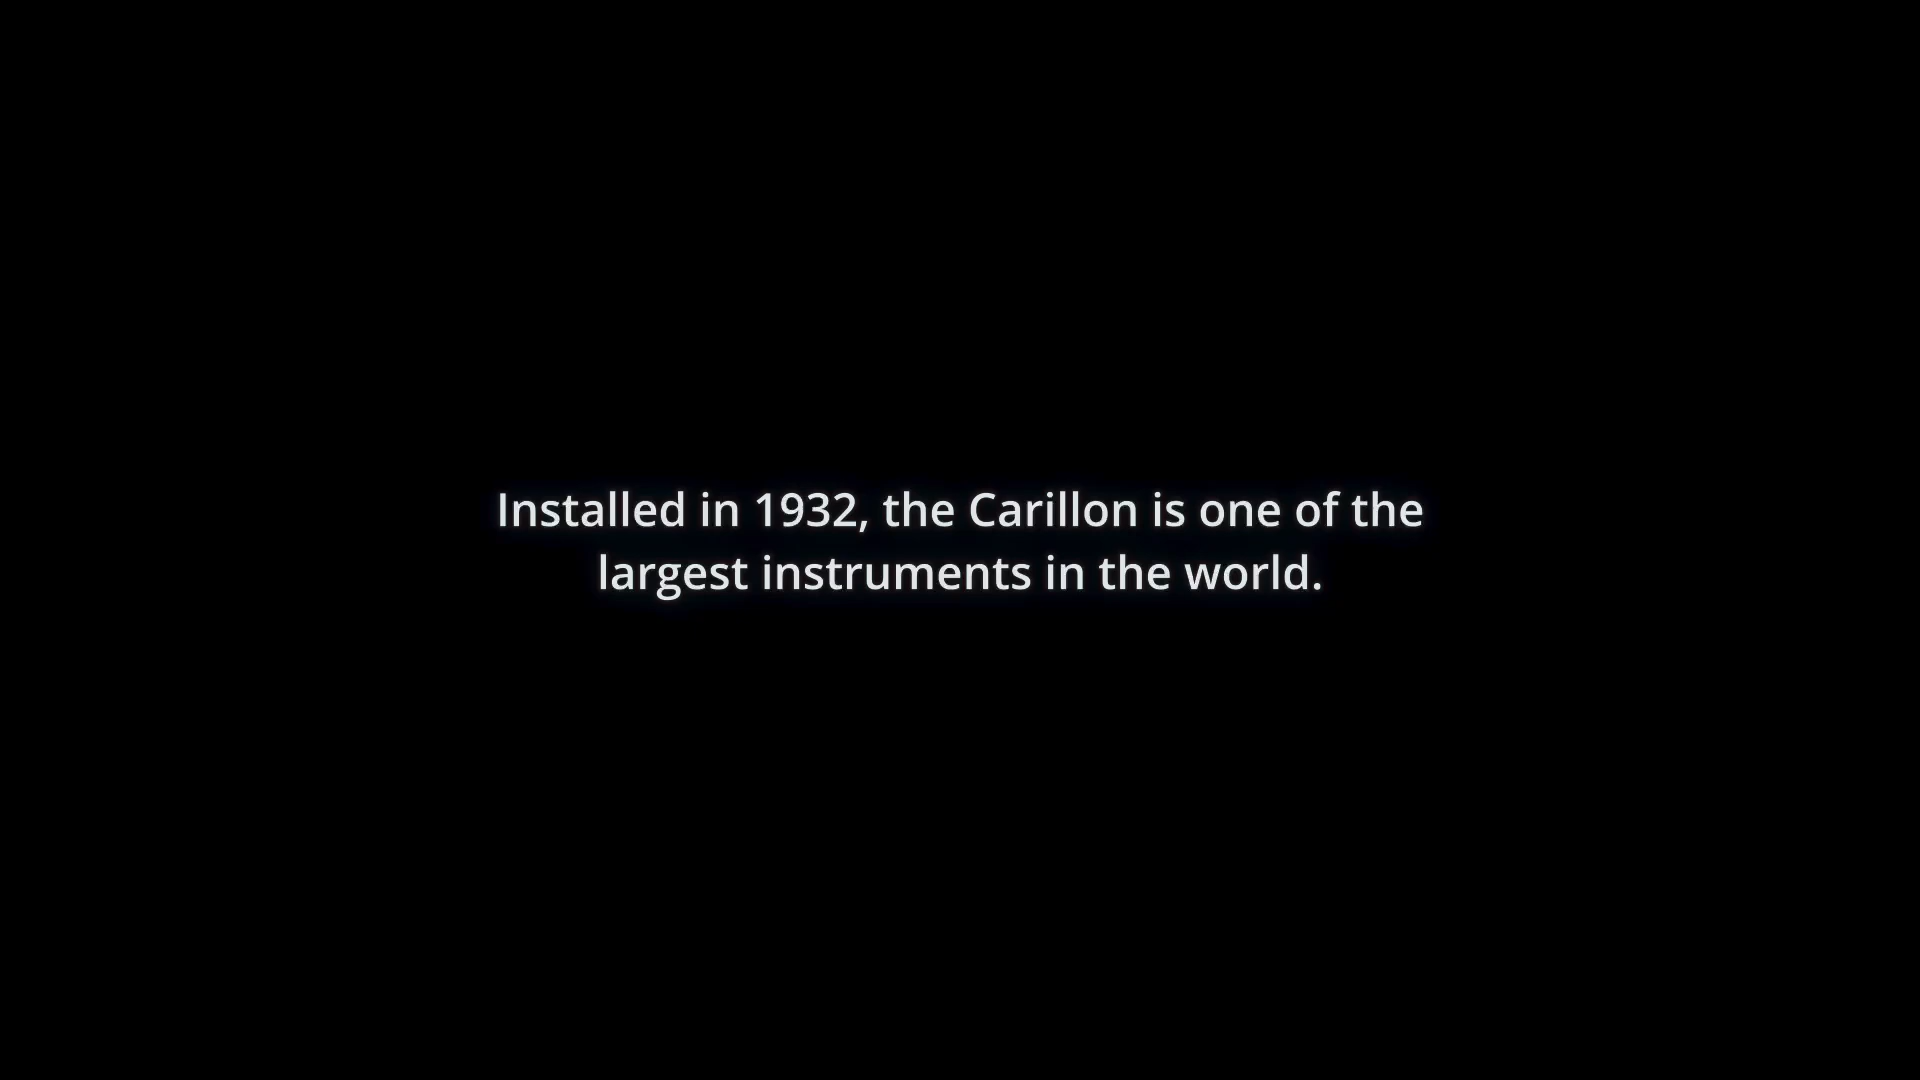 Installed in 1932, the Carillon is one of the
largest instruments in the world.